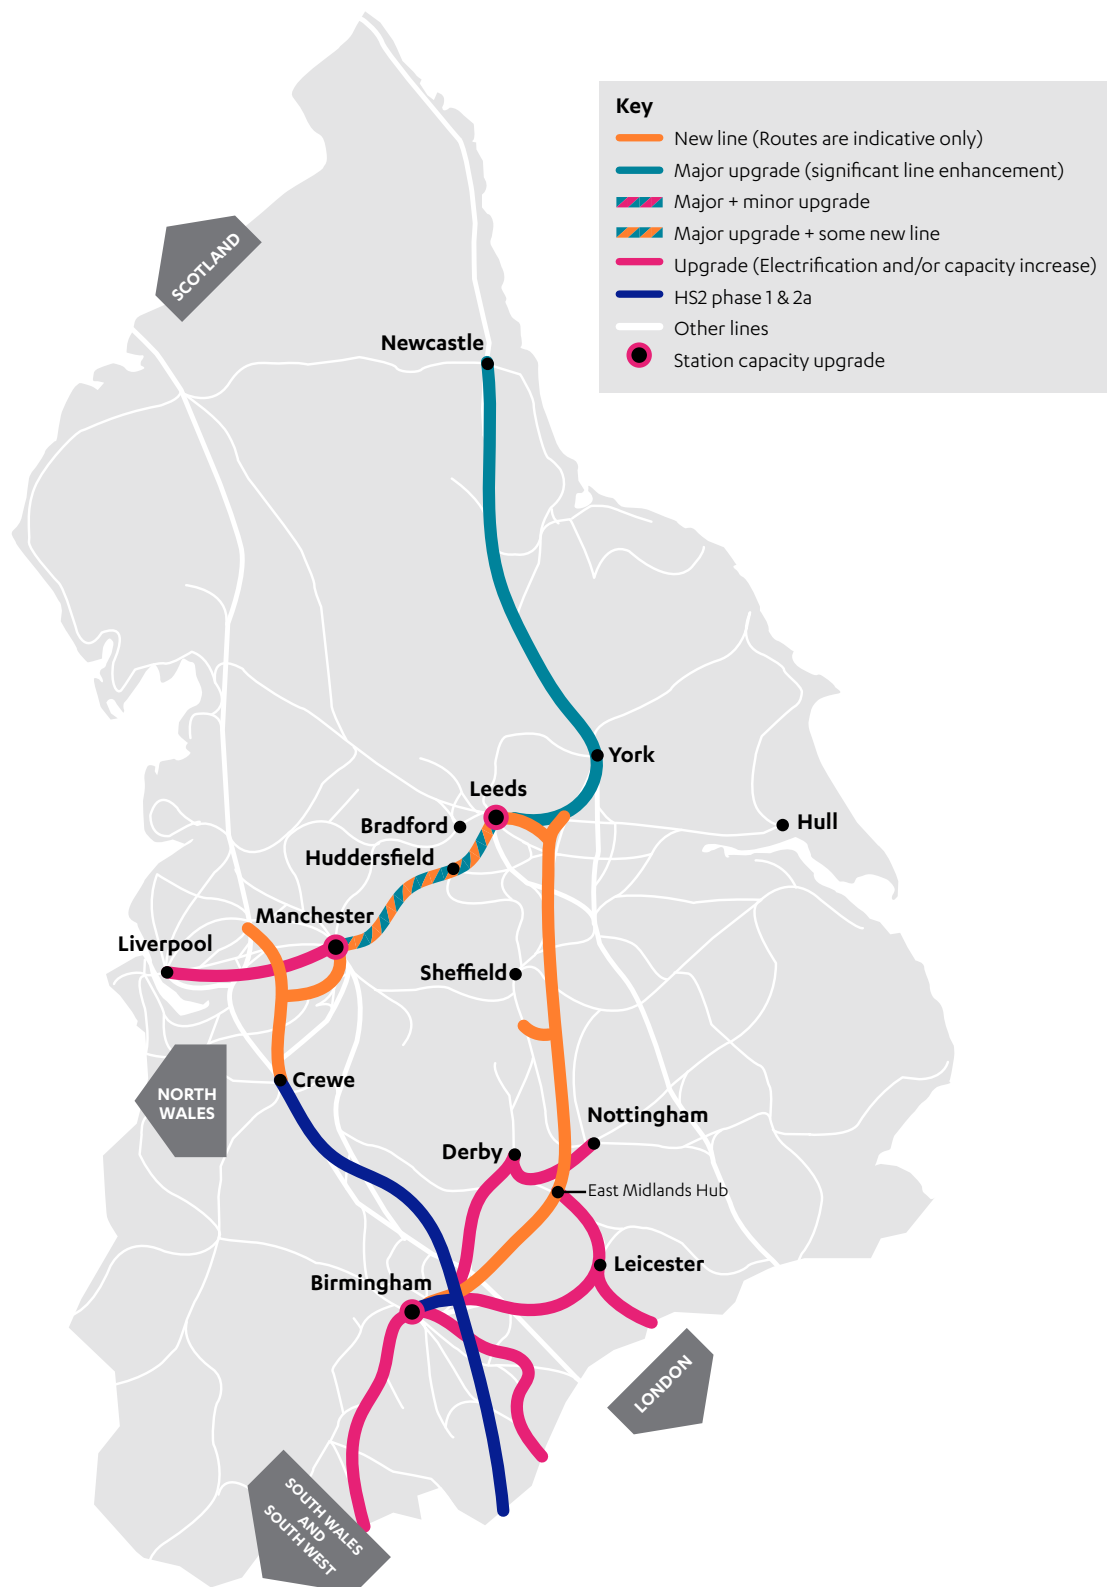 Key
New line (Routes are indicative only)
Major upgrade (significant line enhancement)
Major + minor upgrade
Major upgrade + some new line
Upgrade (Electrification and/or capacity increase)
HS2 phase 1 & 2a
Other lines
Station capacity upgrade
SCOTLAND
Newcastle
York
Leeds
Bradford
Hull
Huddersfield
Manchester
Liverpool
Sheffield
NORTH
WALES
Crewe
Nottingham
Derby
East Midlands Hub
Leicester
Birmingham
LONDON
SOUTH WALES
AND
SOUTH WEST